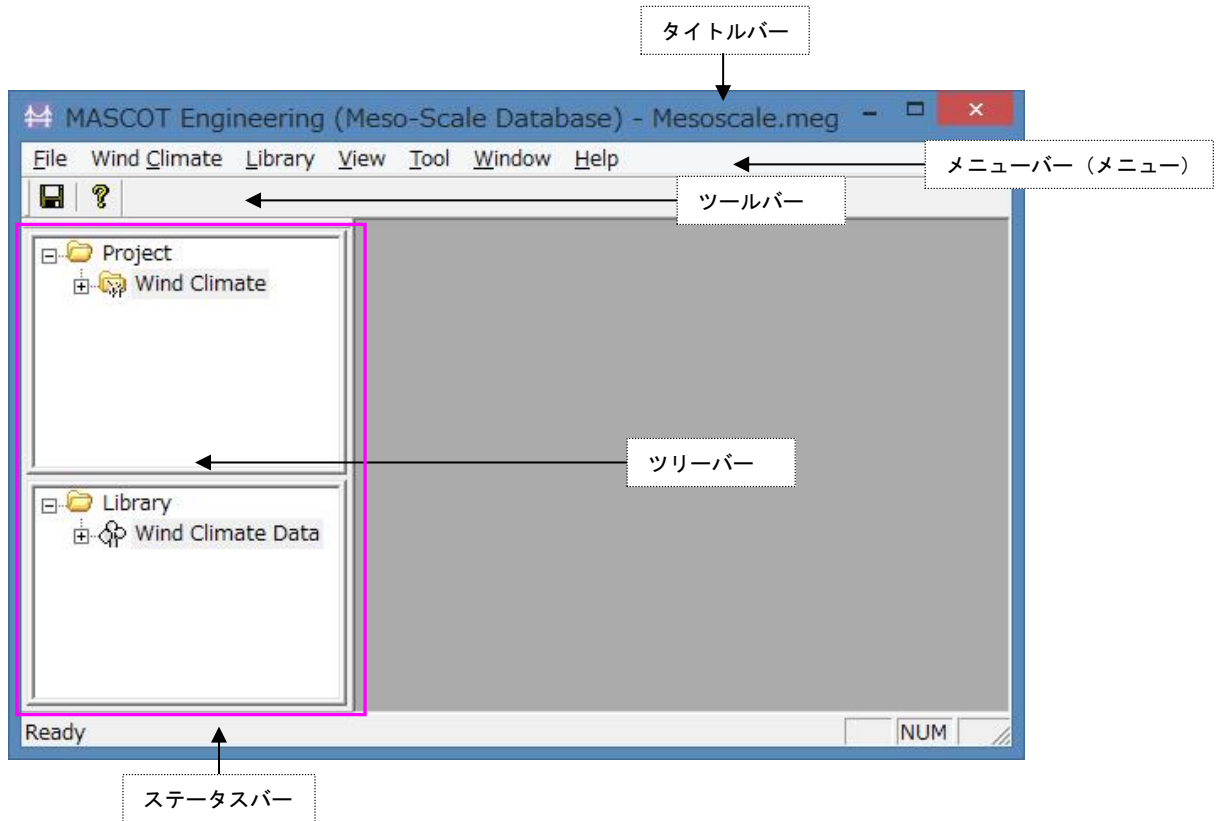 タイトルバー
MASCOT Engineering (Meso-Scale Database) - Mesoscale.meg
File Wind Climate Library View Tool Window Help
メニューバー（メニュー）
ツールバー
Project
Wind Climate
ツリーバー
Library
Wind Climate Data
Ready
NUM
ステータスバー